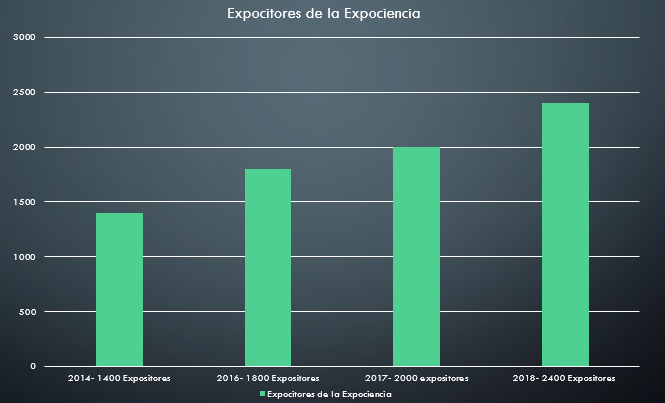 Expocitores de la Expociencia
3000
2500
2000
1500
1000
500
0
2014- 1400 Expositores
2016- 1800 Expositores
2017- 2000 expositores
2018- 2400 Expositores
Expocitores de la Expociencia